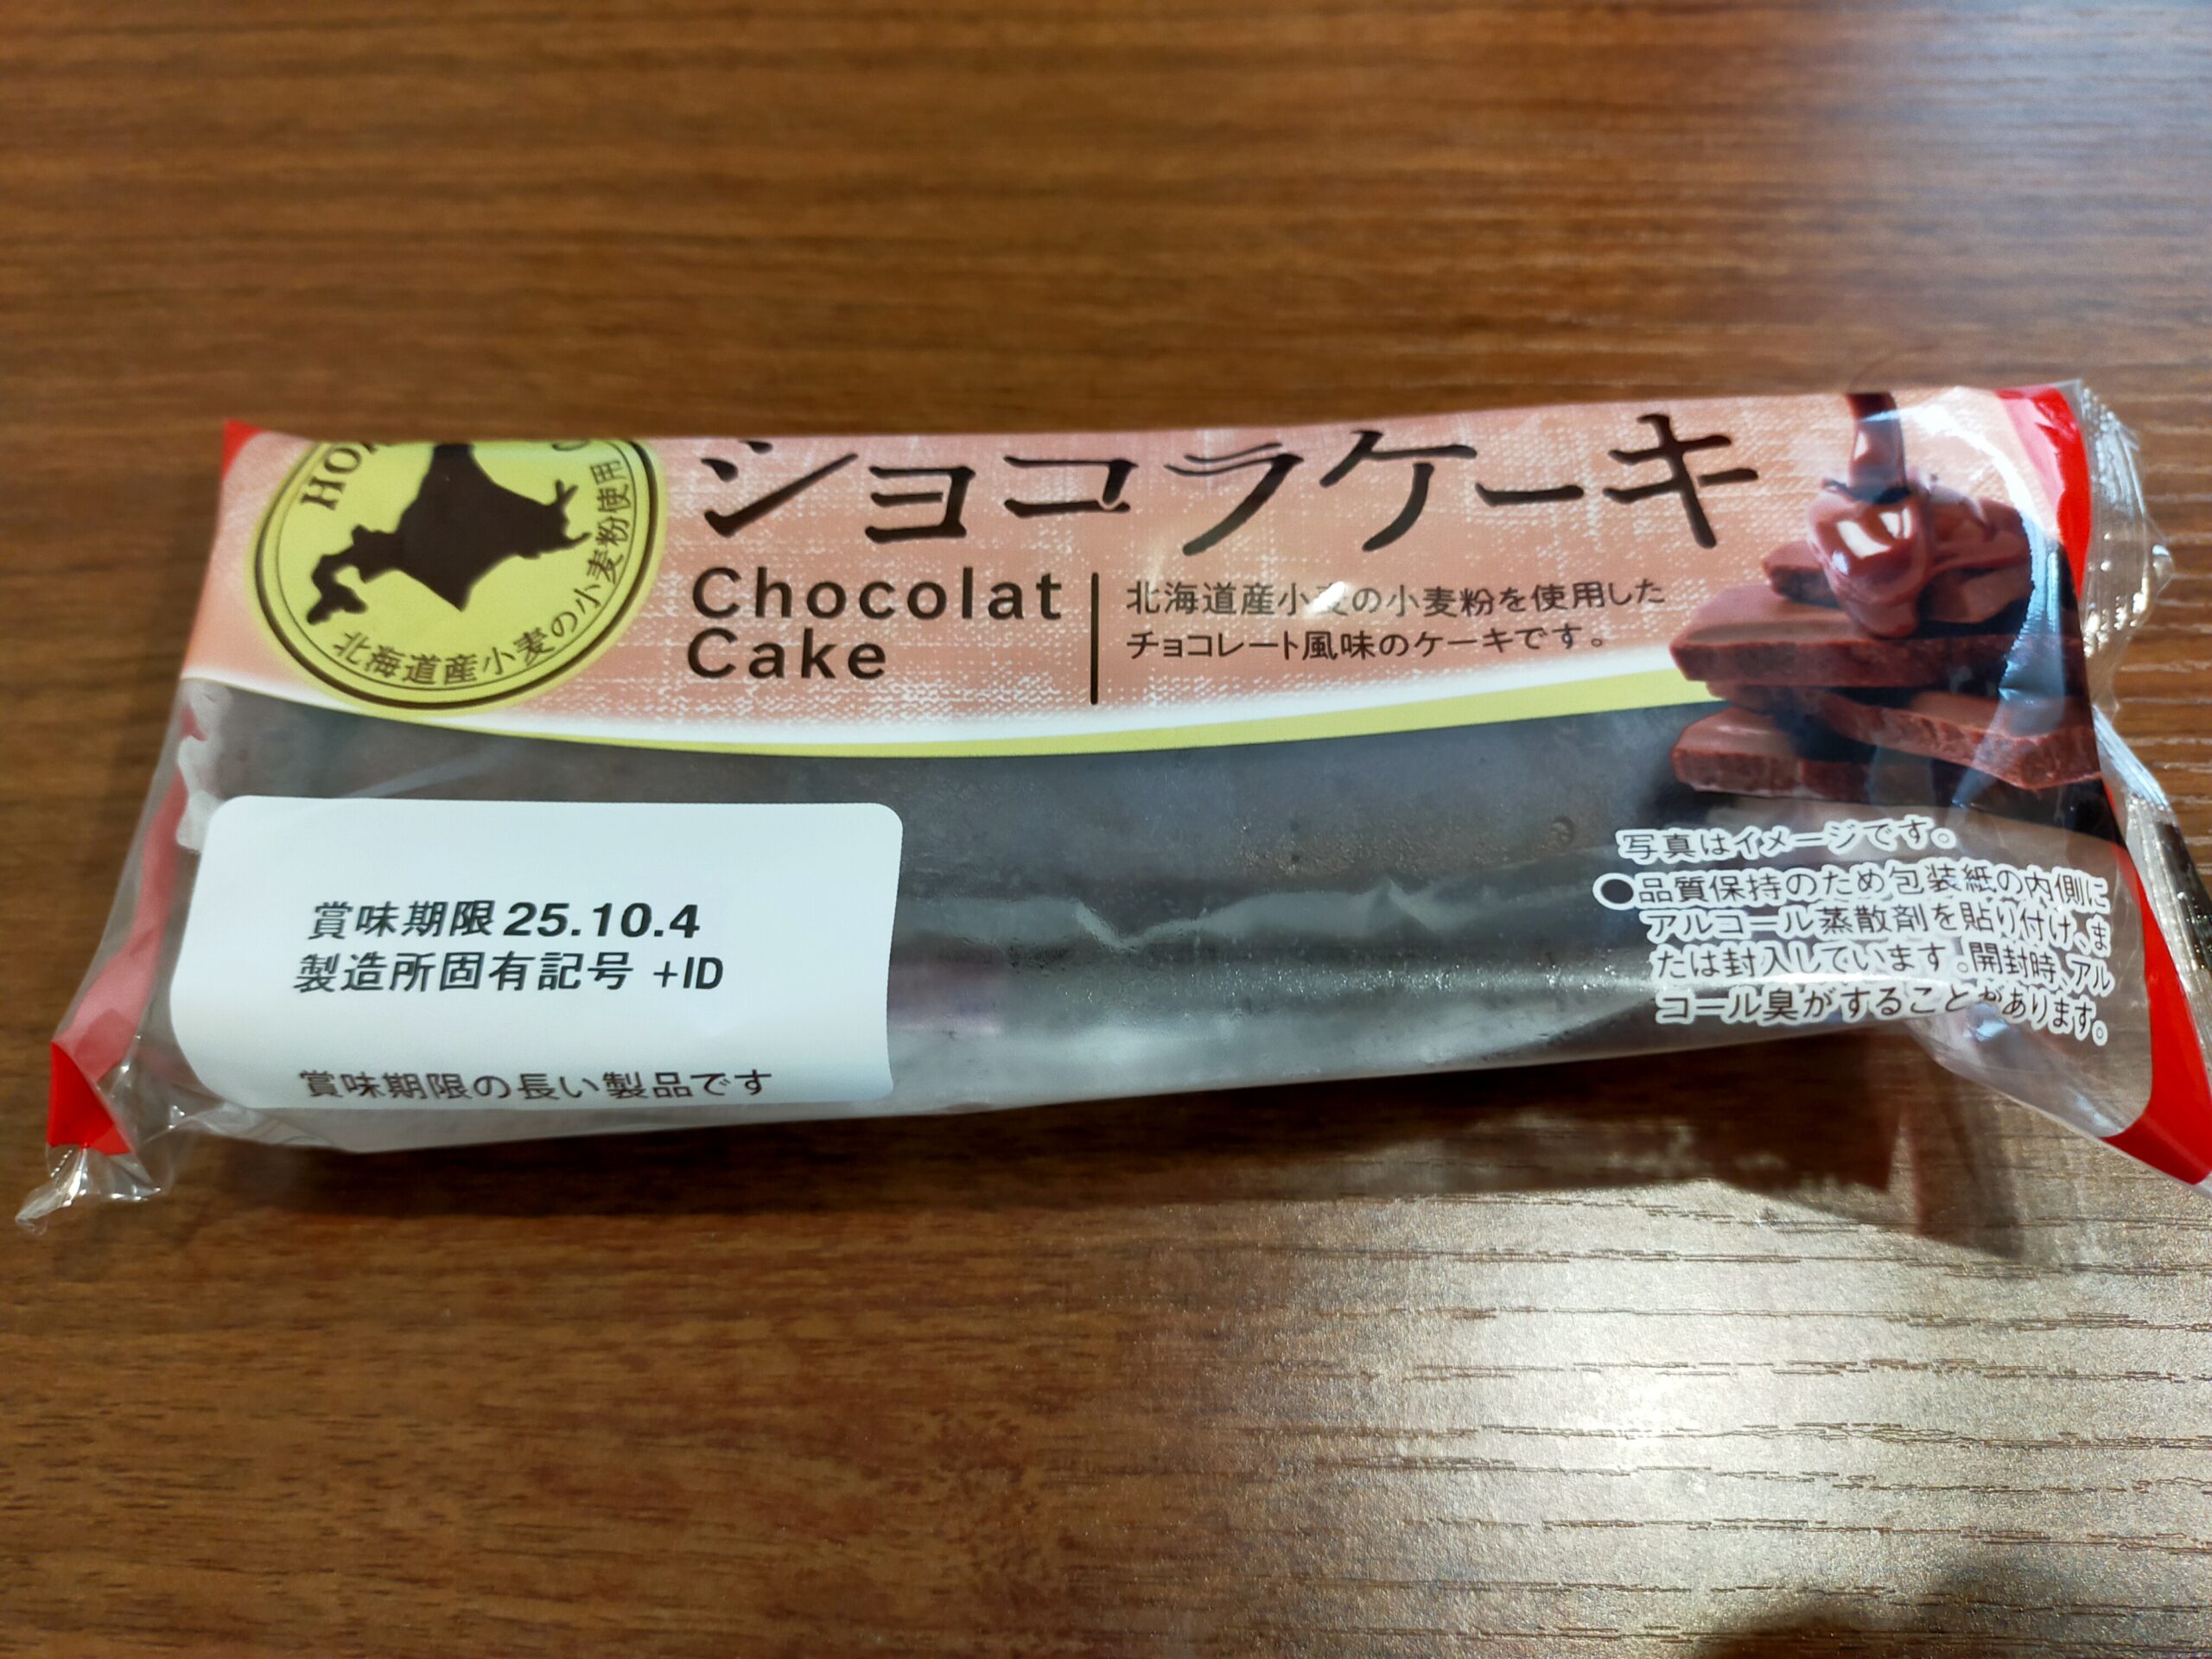 ショコラケーキ
Chocolat
Cake
北海道産小麦の小麦粉を使用した
チョコレート風味のケーキです。
北海道産小麦の小麦粉使用
賞味期限 25.10.4
製造所固有記号 +ID
賞味期限の長い製品です
写真はイメージです。
●品質保持のため包装紙の内側に
アルコール蒸散剤を貼り付け、ま
たは封入しています。開封時、アル
コール臭がすることがあります。